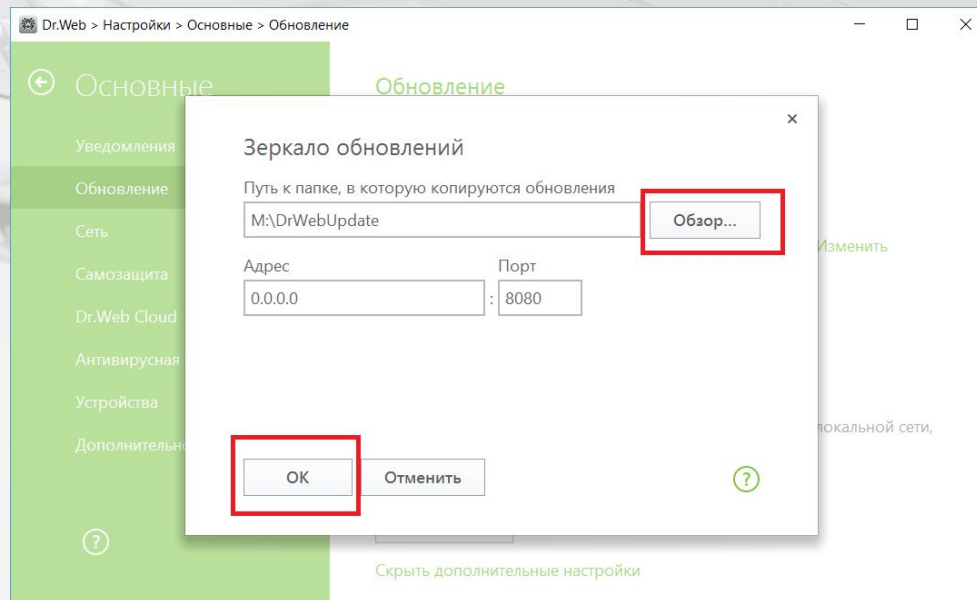 Dr.Web > Настройки > Основные > Обновление
Основные
Обновление
Уведомления
Обновление
Сеть
Самозащита
Dr.Web Cloud
Антивирусная
Устройства
Зеркало обновлений
Путь к папке, в которую копируются обновления
M:\DrWebUpdate
Обзор...
Адрес
Порт
0.0.0.0 : 8080
OK
Отменить
?
Изменить
локальной сети,
?
Скрыть дополнительные настройки